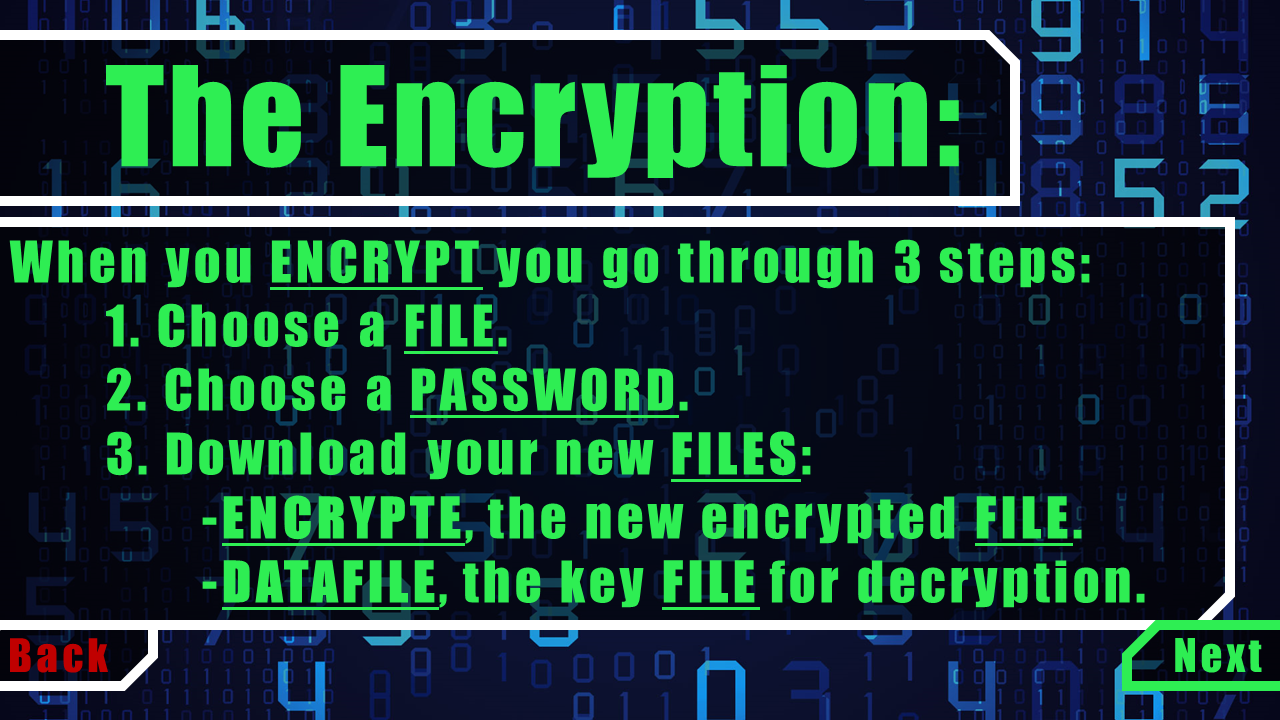 The Encryption:
When you ENCRYPT you go through 3 steps:
1. Choose a FILE.
2. Choose a PASSWORD.
3. Download your new FILES:
-ENCRYPTE, the new encrypted FILE.
-DATAFILE, the key FILE for decryption.
Back
Next